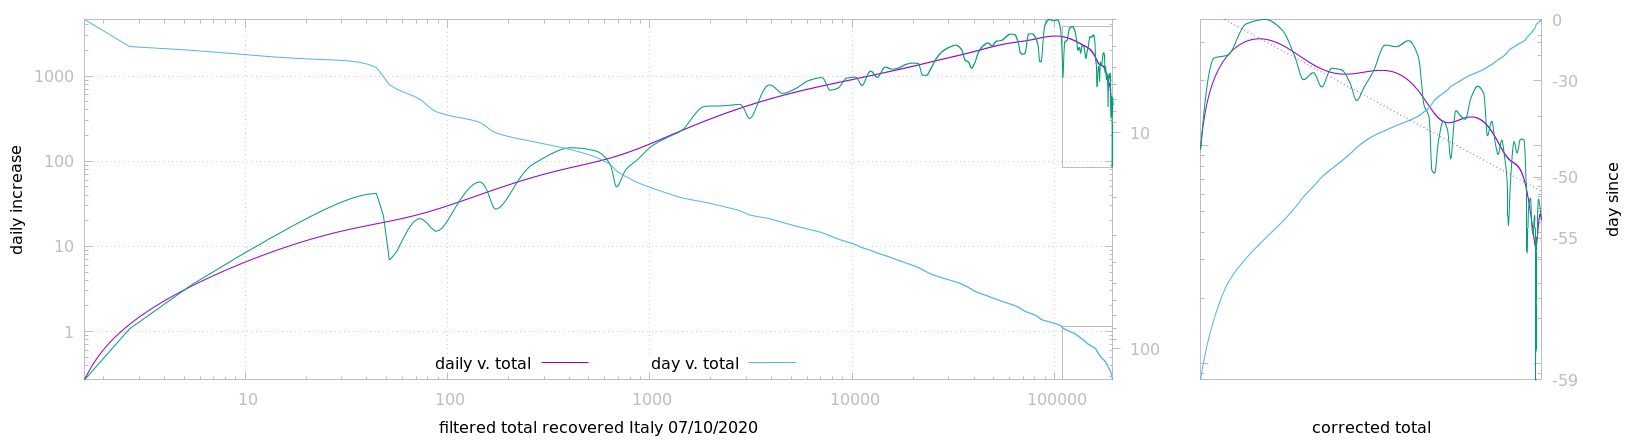 1000
100
10
1
daily increase
daily v. total
day v. total
10
100
1000
10000
100000
filtered total recovered Italy 07/10/2020
10
100
0
-30
-50
-55
-59
day since
corrected total